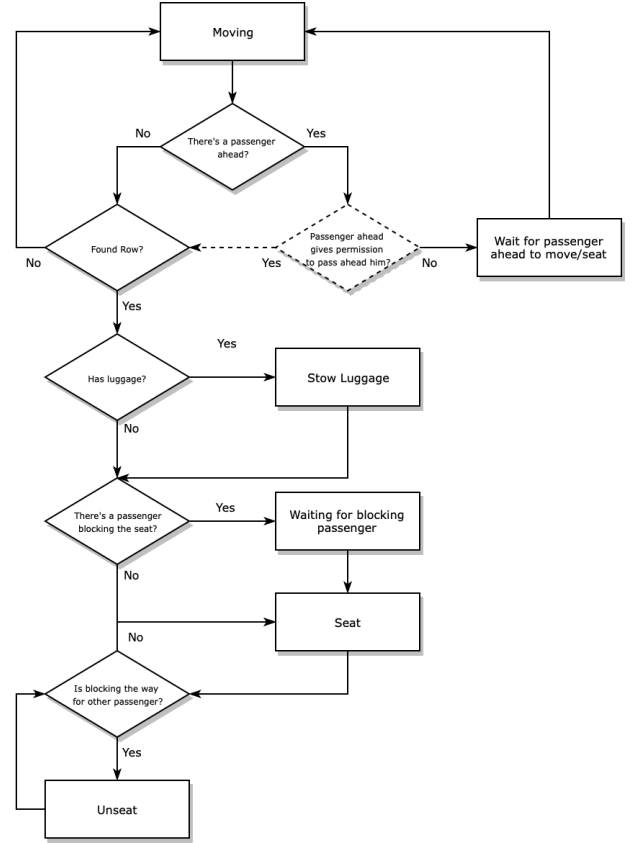 Moving
No
There's a passenger
ahead?
Yes
Found Row?
No
Yes
Passenger ahead
gives permission
to pass ahead him?
Yes
No
Wait for passenger
ahead to move/seat
Has luggage?
Yes
Stow Luggage
No
There's a passenger
blocking the seat?
Yes
Waiting for blocking
passenger
No
Seat
No
Is blocking the way
for other passenger?
Yes
Unseat